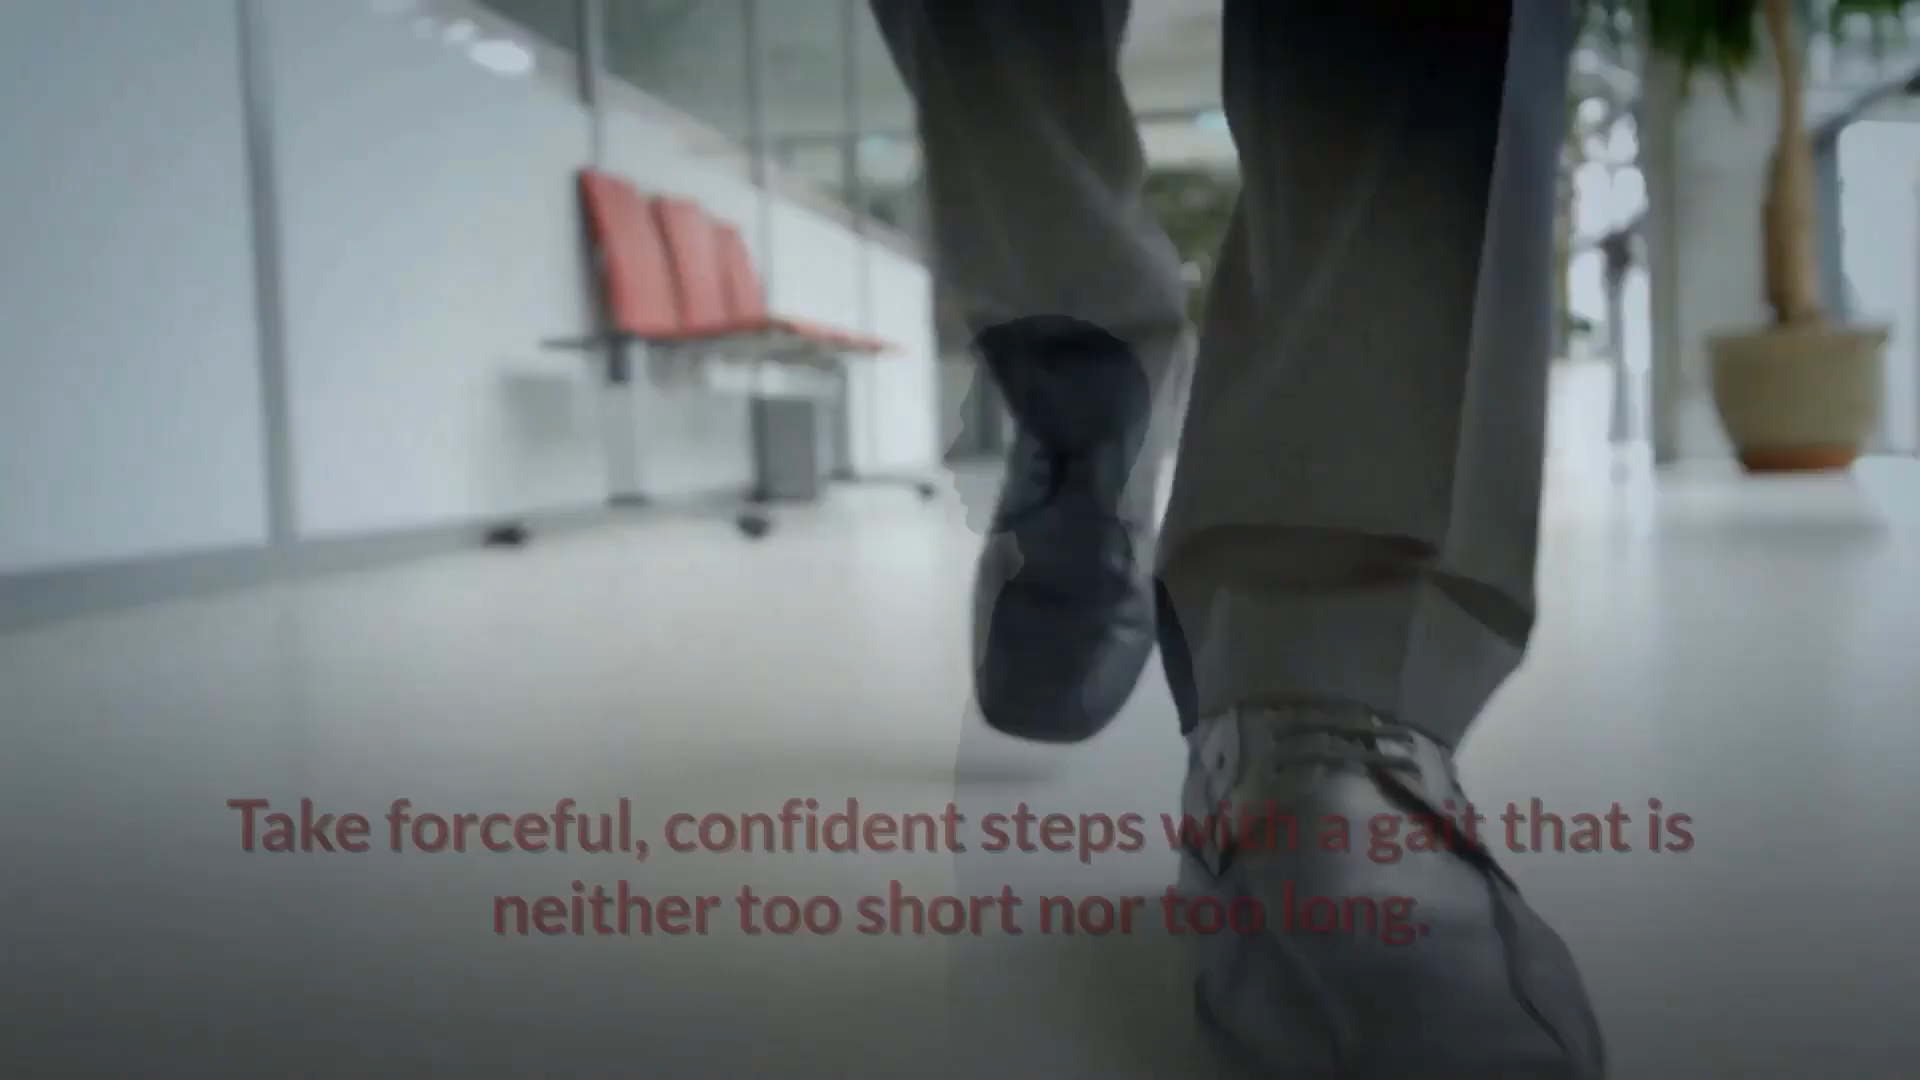 Take forceful, confident steps with a gait that is
neither too short nor too long.